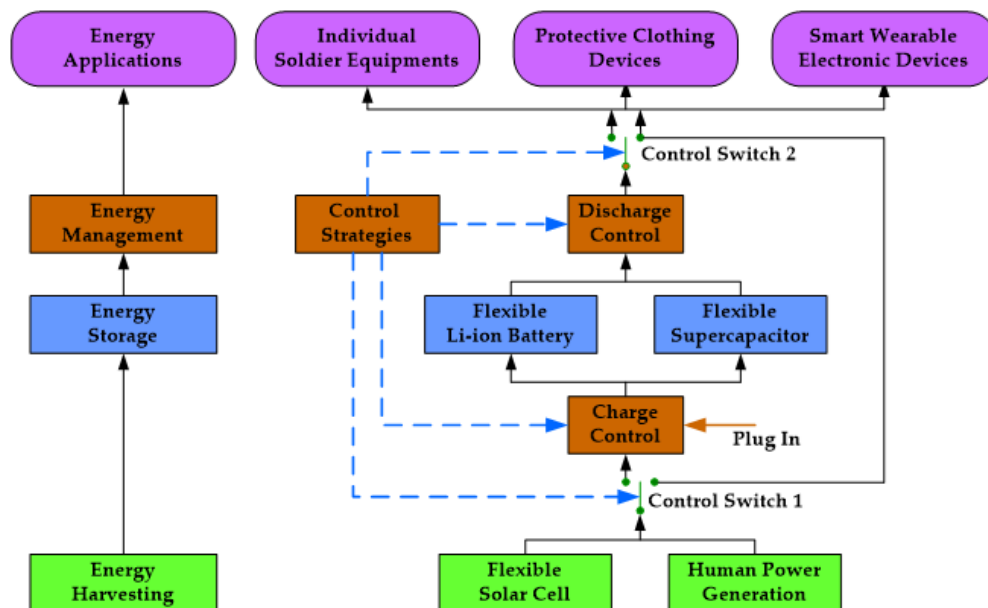 Energy
Applications
Individual
Soldier Equipments
Protective Clothing
Devices
Smart Wearable
Electronic Devices
Control Switch 2
Energy
Management
Control
Strategies
Discharge
Control
Energy
Storage
Flexible
Li-ion Battery
Flexible
Supercapacitor
Charge
Control
Plug In
Control Switch 1
Energy
Harvesting
Flexible
Solar Cell
Human Power
Generation